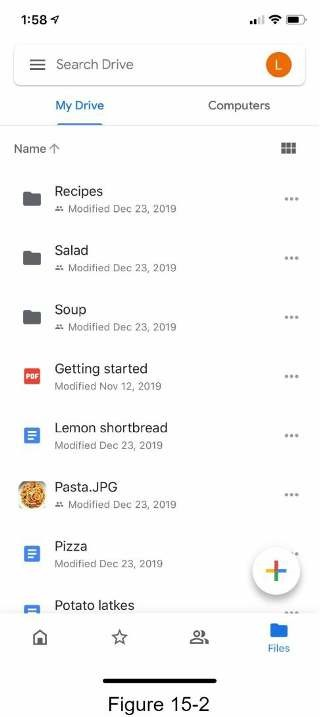 1:58
Search Drive
L
My Drive
Computers
Name
Recipes
Modified Dec 23, 2019
Salad
Modified Dec 23, 2019
Soup
Modified Dec 23, 2019
PDF
Getting started
Modified Nov 12, 2019
Lemon shortbread
Modified Dec 23, 2019
Pasta.JPG
Modified Dec 23, 2019
Pizza
Modified Dec 23, 2019
Potato latkes
Files
Figure 15-2